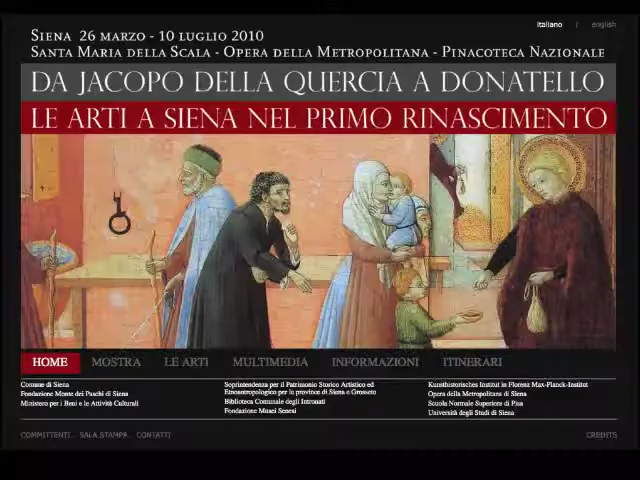 italiano | english
SIENA 26 MARZO - 10 LUGLIO 2010
SANTA MARIA DELLA SCALA - OPERA DELLA METROPOLITANA - PINACOTECA NAZIONALE
DA JACOPO DELLA QUERCIA A DONATELLO
LE ARTI A SIENA NEL PRIMO RINASCIMENTO
HOME MOSTRA LE ARTI MULTIMEDIA INFORMAZIONI ITINERARI
Comune di Siena
Fondazione Monte dei Paschi di Siena
Ministero per i Beni e le Attività Culturali
Soprintendenza per il Patrimonio Storico Artistico ed
Etnoantropologico per le province di Siena e Grosseto
Biblioteca Comunale degli Intronati
Fondazione Musei Senesi
Kunsthistorisches Institut in Florenz Max-Planck-Institut
Opera della Metropolitana di Siena
Scuola Normale Superiore di Pisa
Università degli Studi di Siena
COMMITTENTI SALA STAMPA CONTATTI CREDITS